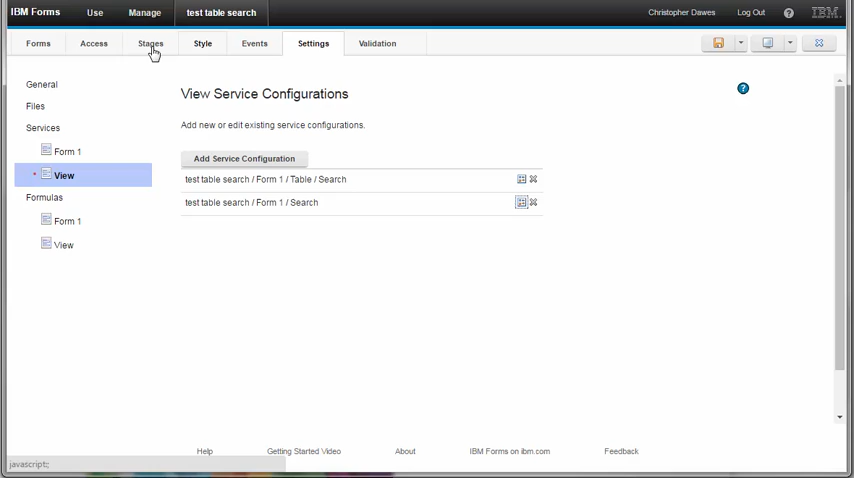 IBM Forms Use Manage test table search Christopher Dawes Log Out ? IBM
Forms Access Stages Style Events Settings Validation
General
Files
Services
Form 1
* View
Formulas
Form 1
View
View Service Configurations
?
Add new or edit existing service configurations.
Add Service Configuration
test table search / Form 1 / Table / Search
test table search / Form 1 / Search
Help Getting Started Video About IBM Forms on ibm.com Feedback
javascript:;